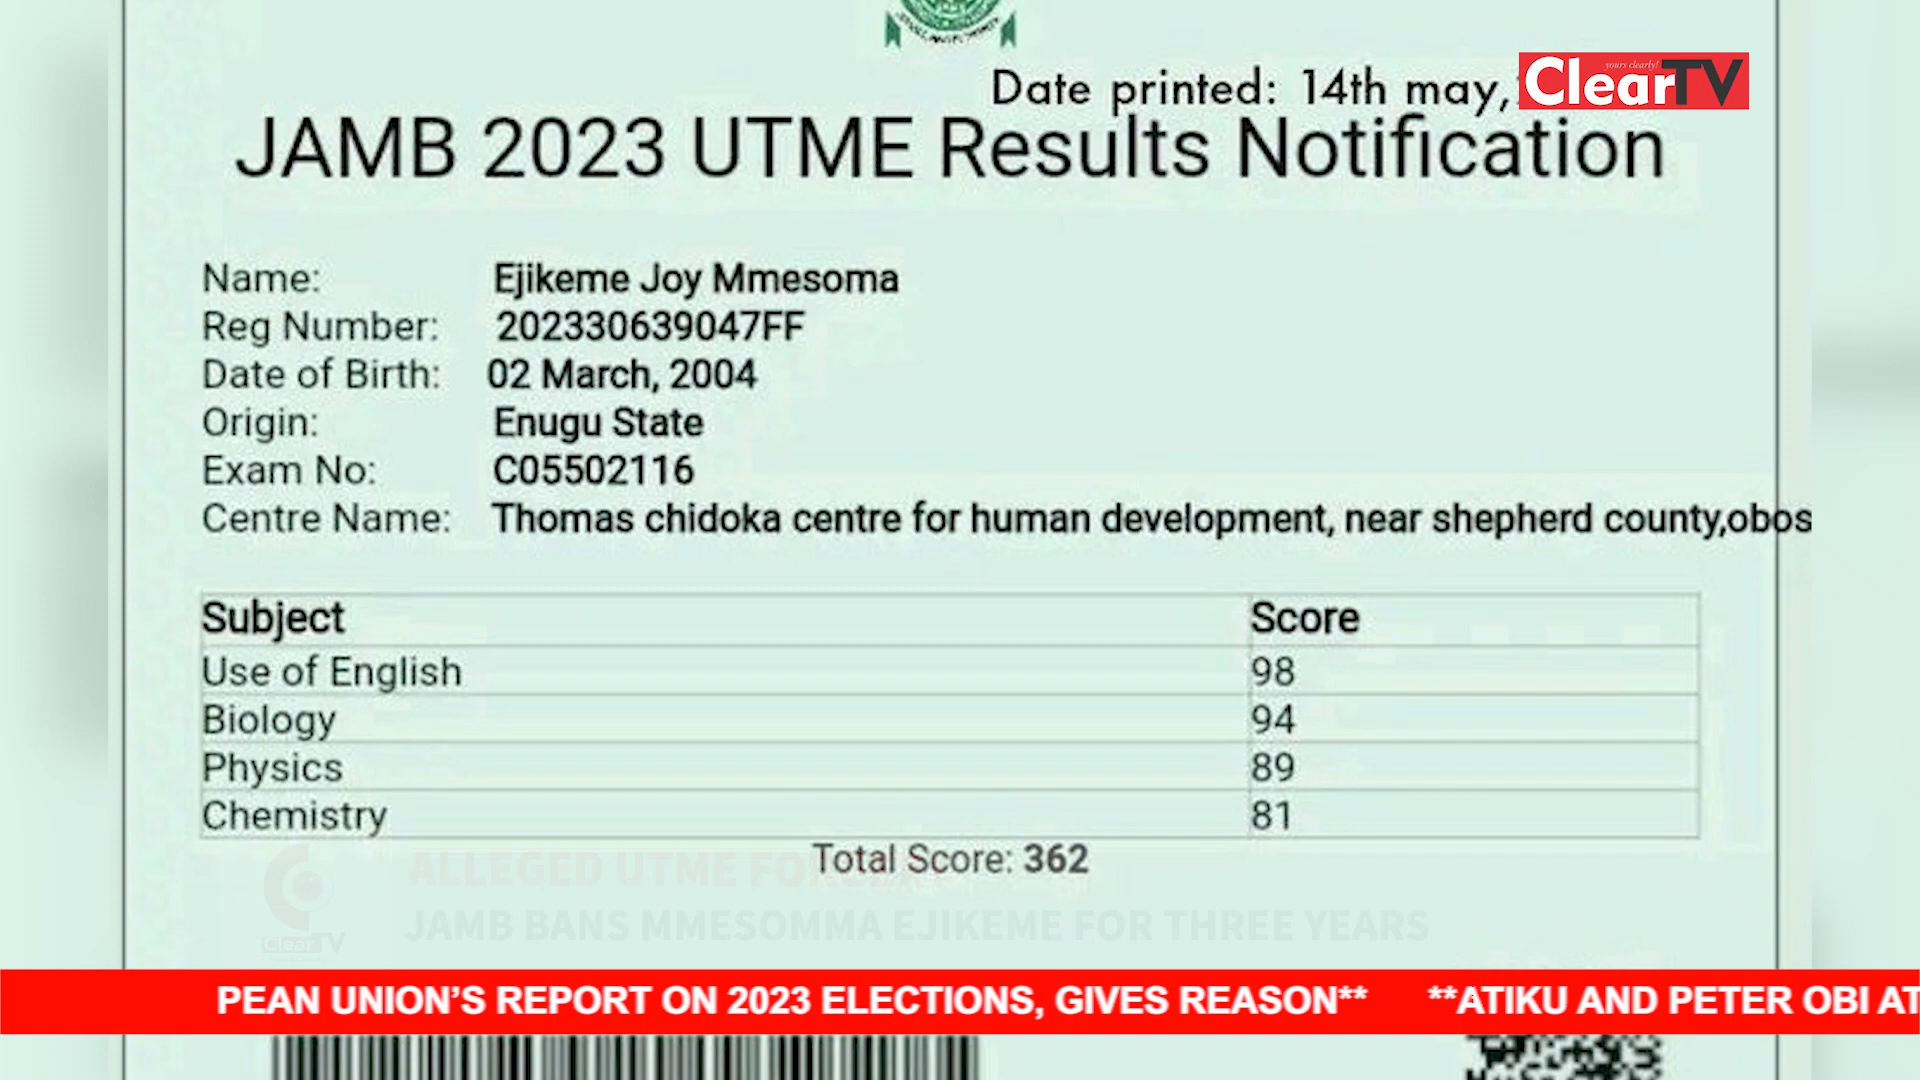 Date printed: 14th may,
yours clearly!
ClearTV
JAMB 2023 UTME Results Notification
Name: Ejikeme Joy Mmesoma
Reg Number: 202330639047FF
Date of Birth: 02 March, 2004
Origin: Enugu State
Exam No: C05502116
Centre Name: Thomas chidoka centre for human development, near shepherd county,obos
Subject Score
Use of English 98
Biology 94
Physics 89
Chemistry 81
Total Score: 362
ALLEGED UTME
JAMB BANS MMESOMMA EJIKEME FOR THREE YEARS
ClearTV
PEAN UNION’S REPORT ON 2023 ELECTIONS, GIVES REASON** **ATIKU AND PETER OBI AT